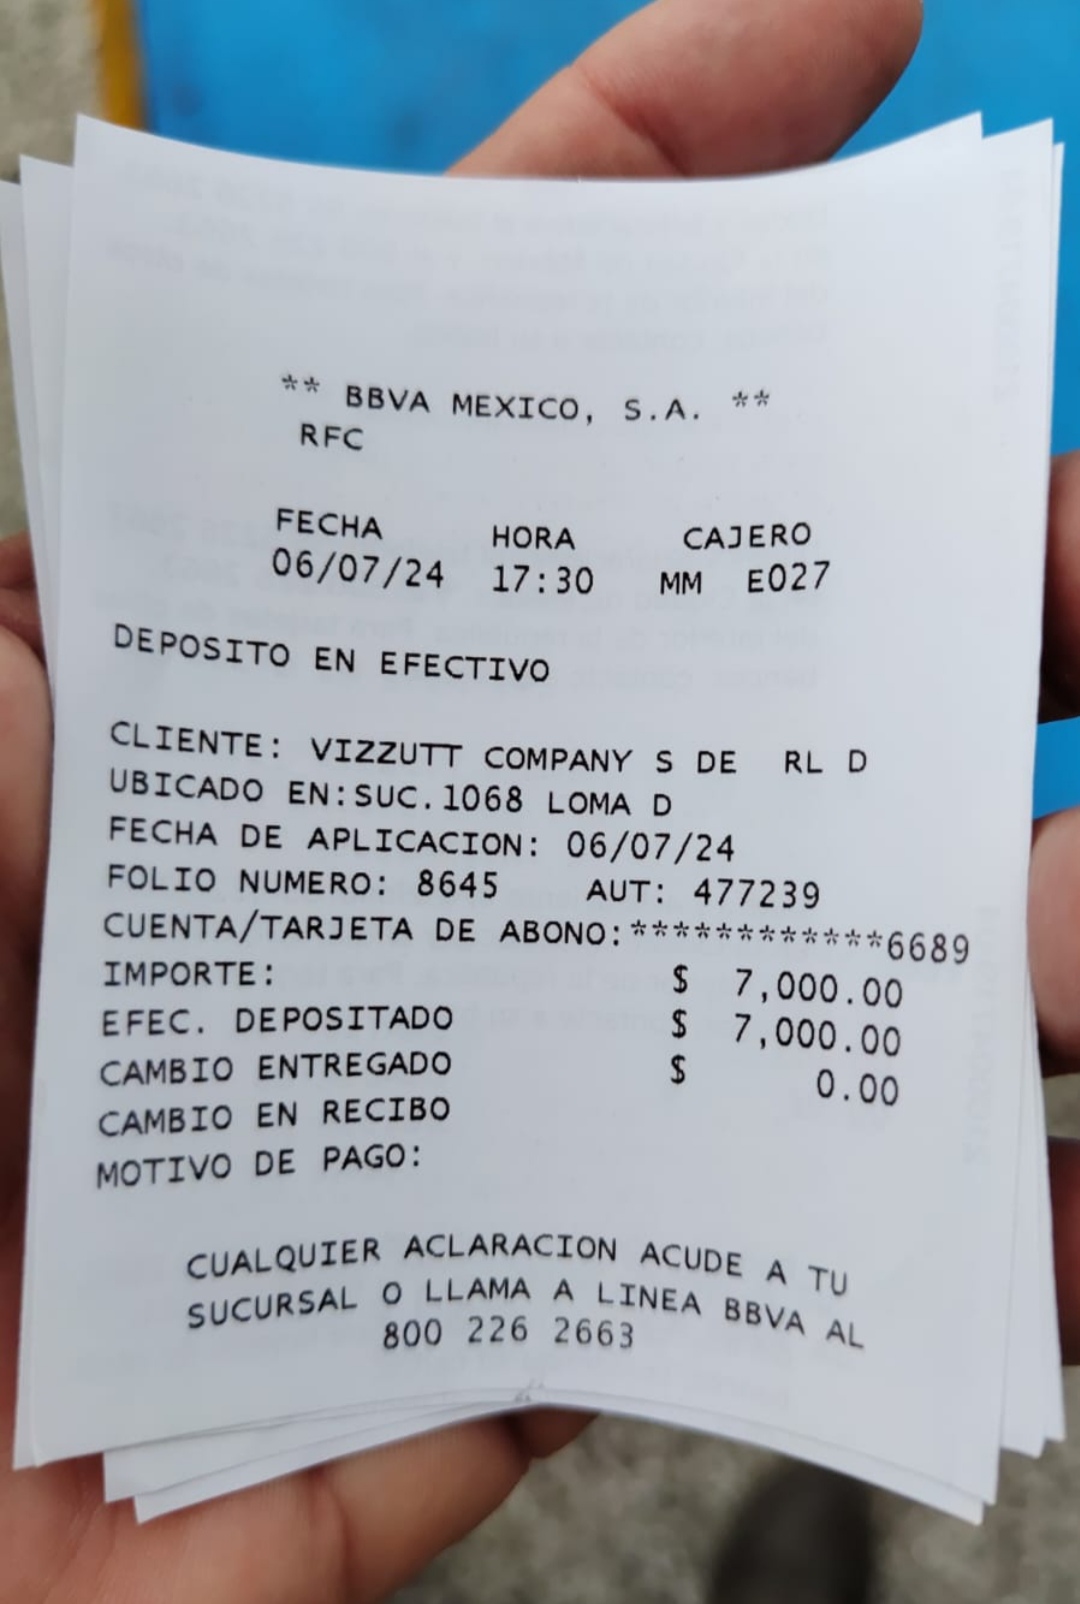 ** BBVA MEXICO, S.A. **
RFC
FECHA HORA CAJERO
06/07/24 17:30 MM E027
DEPOSITO EN EFECTIVO
CLIENTE: VIZZUTT COMPANY S DE RL D
UBICADO EN:SUC.1068 LOMA D
FECHA DE APLICACION: 06/07/24
FOLIO NUMERO: 8645 AUT: 477239
CUENTA/TARJETA DE ABONO:************6689
IMPORTE: $ 7,000.00
EFEC. DEPOSITADO $ 7,000.00
CAMBIO ENTREGADO $ 0.00
CAMBIO EN RECIBO
MOTIVO DE PAGO:
CUALQUIER ACLARACION ACUDE A TU
SUCURSAL O LLAMA A LINEA BBVA AL
800 226 2663